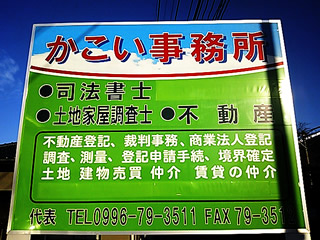 かこい事務所
●司法書士
●土地家屋調査士●不動産
不動産登記、裁判事務、商業法人登記
調査、測量、登記申請手続、境界確定
土地 建物売買 仲介 賃貸の仲介
代表 TEL0996-79-3511 FAX79-351